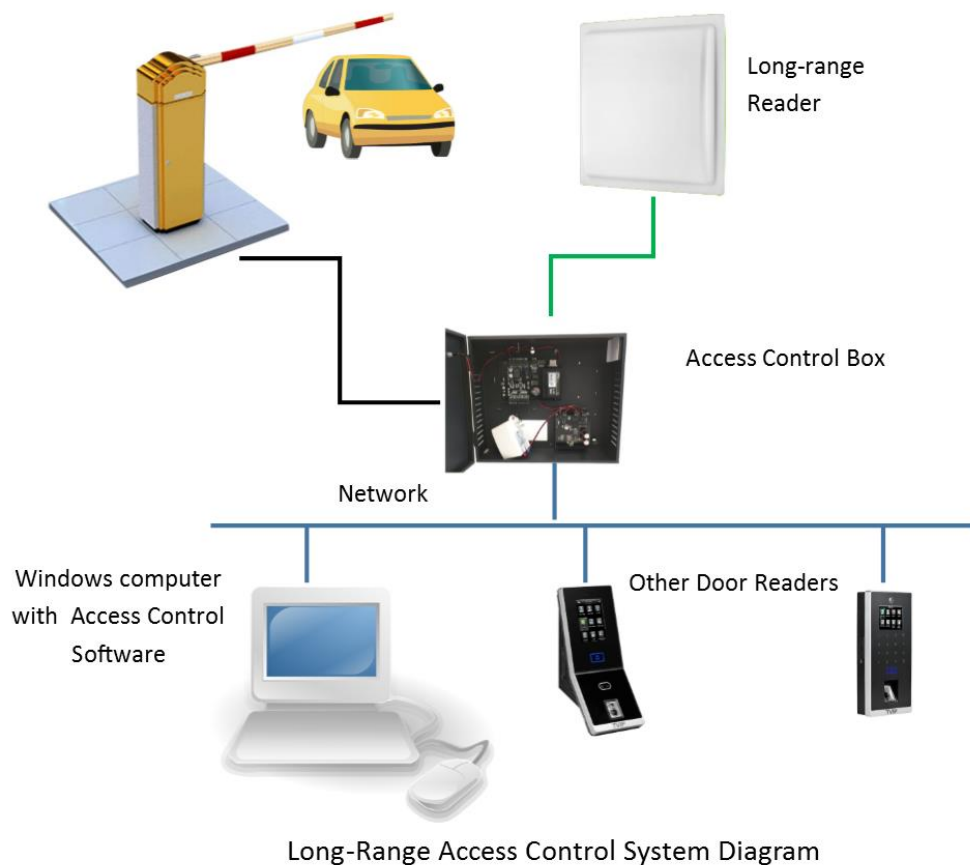 Long-range
Reader
Access Control Box
Network
Windows computer
with  Access Control
Software
Other Door Readers
Long-Range Access Control System Diagram